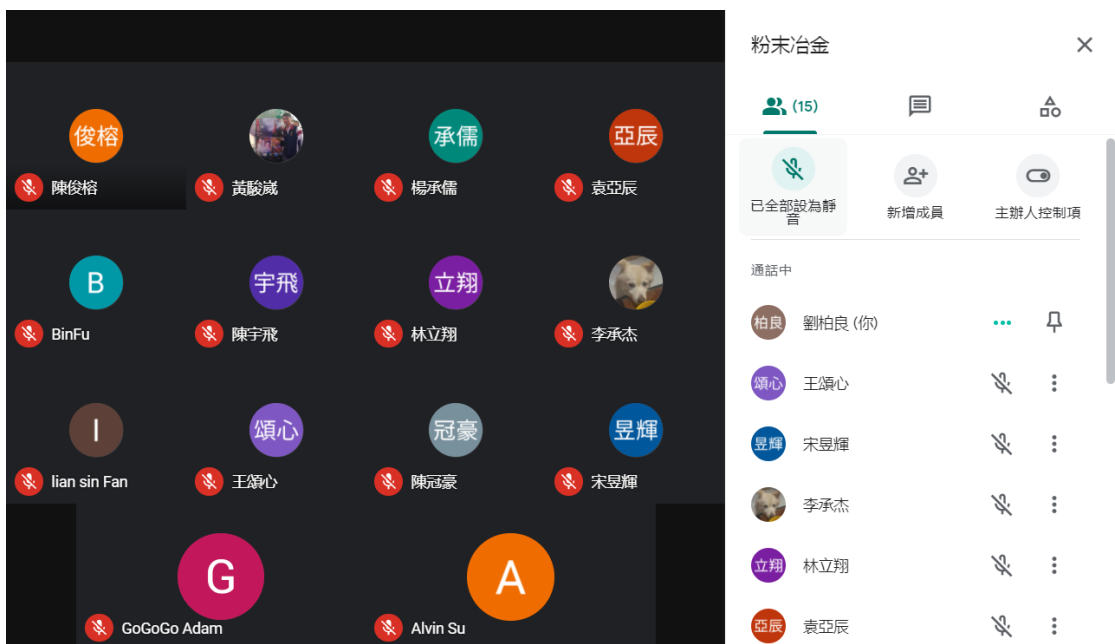 俊榕
承儒
亞辰
陳俊榕
黃駿嵗
楊承儒
袁亞辰
B
宇飛
立翔
BinFu
陳宇飛
林立翔
李承杰
l
頌心
冠豪
昱輝
lian sin Fan
王頌心
陳冠豪
宋昱輝
G
A
GoGoGo Adam
Alvin Su
粉末冶金
(15)
已全部設為靜
音
新增成員
主辦人控制項
通話中
柏良
劉柏良 (你)
頌心
王頌心
昱輝
宋昱輝
李承杰
立翔
林立翔
亞辰
袁亞辰